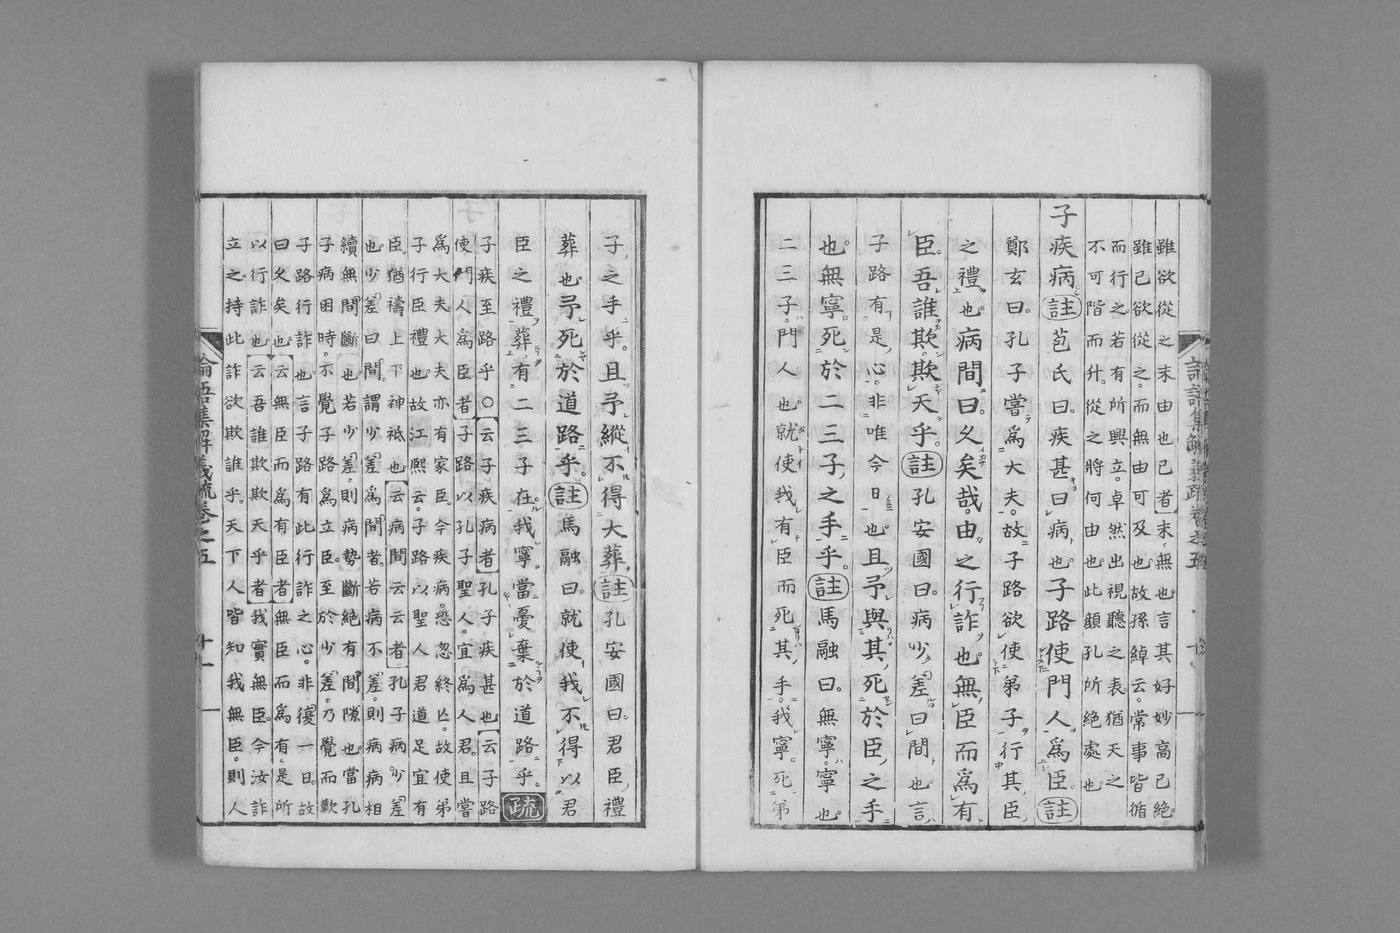 雖欲從之末由也已者】末無也言其好妙高已絕
雖已欲從之而無由可及也故孫綽云常事皆循
而行之若有所興立卓然出視聽之表猶天之
不可階而升從之將何由也此顔孔所絕處也
子疾病註苞氏曰疾甚曰病也子路使門人爲臣註
鄭玄曰孔子嘗爲大夫故子路欲使弟子行其臣
之禮也病間曰久矣哉由之行詐也無臣而爲有
臣吾誰欺欺天乎註孔安國曰病少差曰間也言
子路有是心非唯今日也且予與其死於臣之手
也無寧死於二三子之手乎註馬融曰無寧寧也
二三子門人也就使我有臣而死其手我寧死弟
子之手乎且予縱不得大葬註孔安國曰君臣禮
葬也予死於道路乎註馬融曰就使我不得以君
臣之禮葬有二三子在我寧當憂棄於道路乎疏
子疾至路乎○【云子疾病者】孔子疾甚也【云子路
使門人爲臣者】子路以孔子聖人宜爲人君且嘗
爲大夫大夫亦有家臣今疾病恐忽終亡故使弟
子行臣禮也故江熙云子路以聖人君道足宜有
臣猶禱上下神祗也【云病間云云者】孔子病少差
也少差曰間謂少差爲間者若病不差則病病相
續無間斷也若少差則病勢斷絕有間隙也當孔
子病困時不覺子路爲立臣至於少差乃覺而歎
子路行詐也言子路有此行詐之心非復一日故
曰久矣也【云無臣而爲有臣者】無臣而爲有是所
以行詐也【云吾誰欺欺天乎者】我實無臣今汝詐
立之持此詐欲欺誰乎天下人皆知我無臣則人
論語集解義疏卷之五
十一